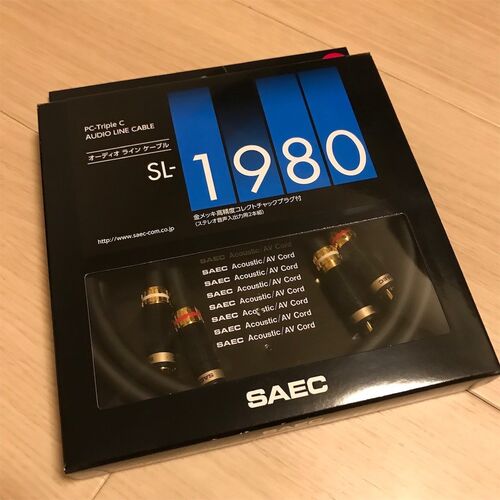 PC-Triple C
AUDIO LINE CABLE
オーディオ ライン ケーブル
SL-1980
金メッキ高精度コレクトチャックプラグ付
(ステレオ音声入出力用2本組)
http://www.saec-com.co.jp
SAEC Acoustic/AV Cord
SAEC Acoustic/AV Cord
SAEC Acoustic/AV Cord
SAEC Acoustic/AV Cord
SAEC Acoustic/AV Cord
SAEC Acoustic/AV Cord
SAEC Acoustic/AV Cord
SAEC
SAEC